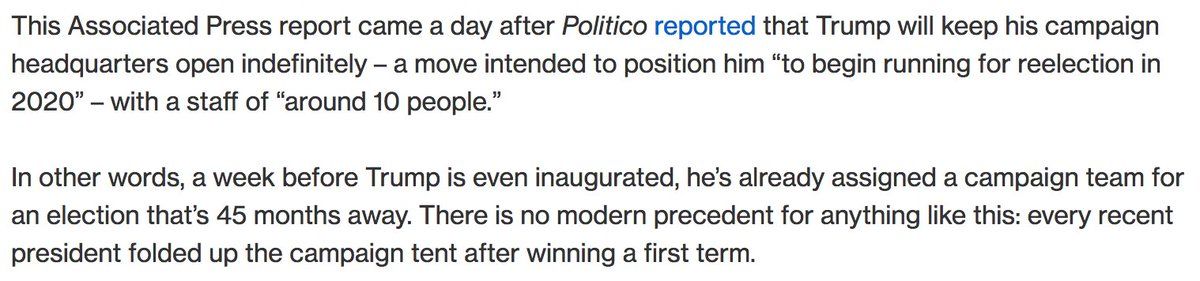 This Associated Press report came a day after Politico reported that Trump will keep his campaign
headquarters open indefinitely – a move intended to position him “to begin running for reelection in
2020” – with a staff of “around 10 people.”
In other words, a week before Trump is even inaugurated, he’s already assigned a campaign team for
an election that’s 45 months away. There is no modern precedent for anything like this: every recent
president folded up the campaign tent after winning a first term.